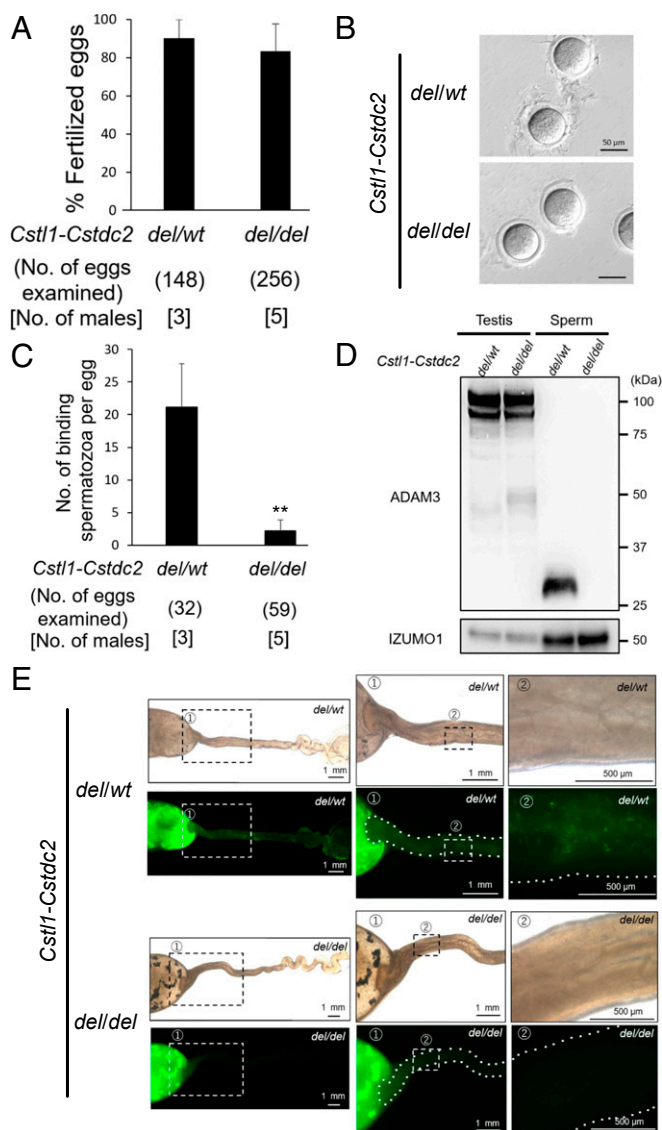 A
% Fertilized eggs
100
80
60
40
20
0
Cstl1-Cstdc2 del/wt del/del
(No. of eggs examined) (148) (256)
[No. of males] [3] [5]
B
Cstl1-Cstdc2
del/wt
50 µm
del/del
C
No. of binding
spermatozoa per egg
30
25
20
15
10
5
0
**
Cstl1-Cstdc2 del/wt del/del
(No. of eggs examined) (32) (59)
[No. of males] [3] [5]
D
Testis Sperm
Cstl1-Cstdc2 del/wt del/del del/wt del/del
(kDa)
100
75
ADAM3
50
37
25
IZUMO1
50
E
Cstl1-Cstdc2
del/wt
① del/wt
1 mm
① del/wt
②
1 mm
② del/wt
500 µm
① del/wt
1 mm
① del/wt
②
1 mm
② del/wt
500 µm
del/del
① del/del
1 mm
① del/del
②
1 mm
② del/del
500 µm
① del/del
1 mm
① del/del
②
1 mm
② del/del
500 µm